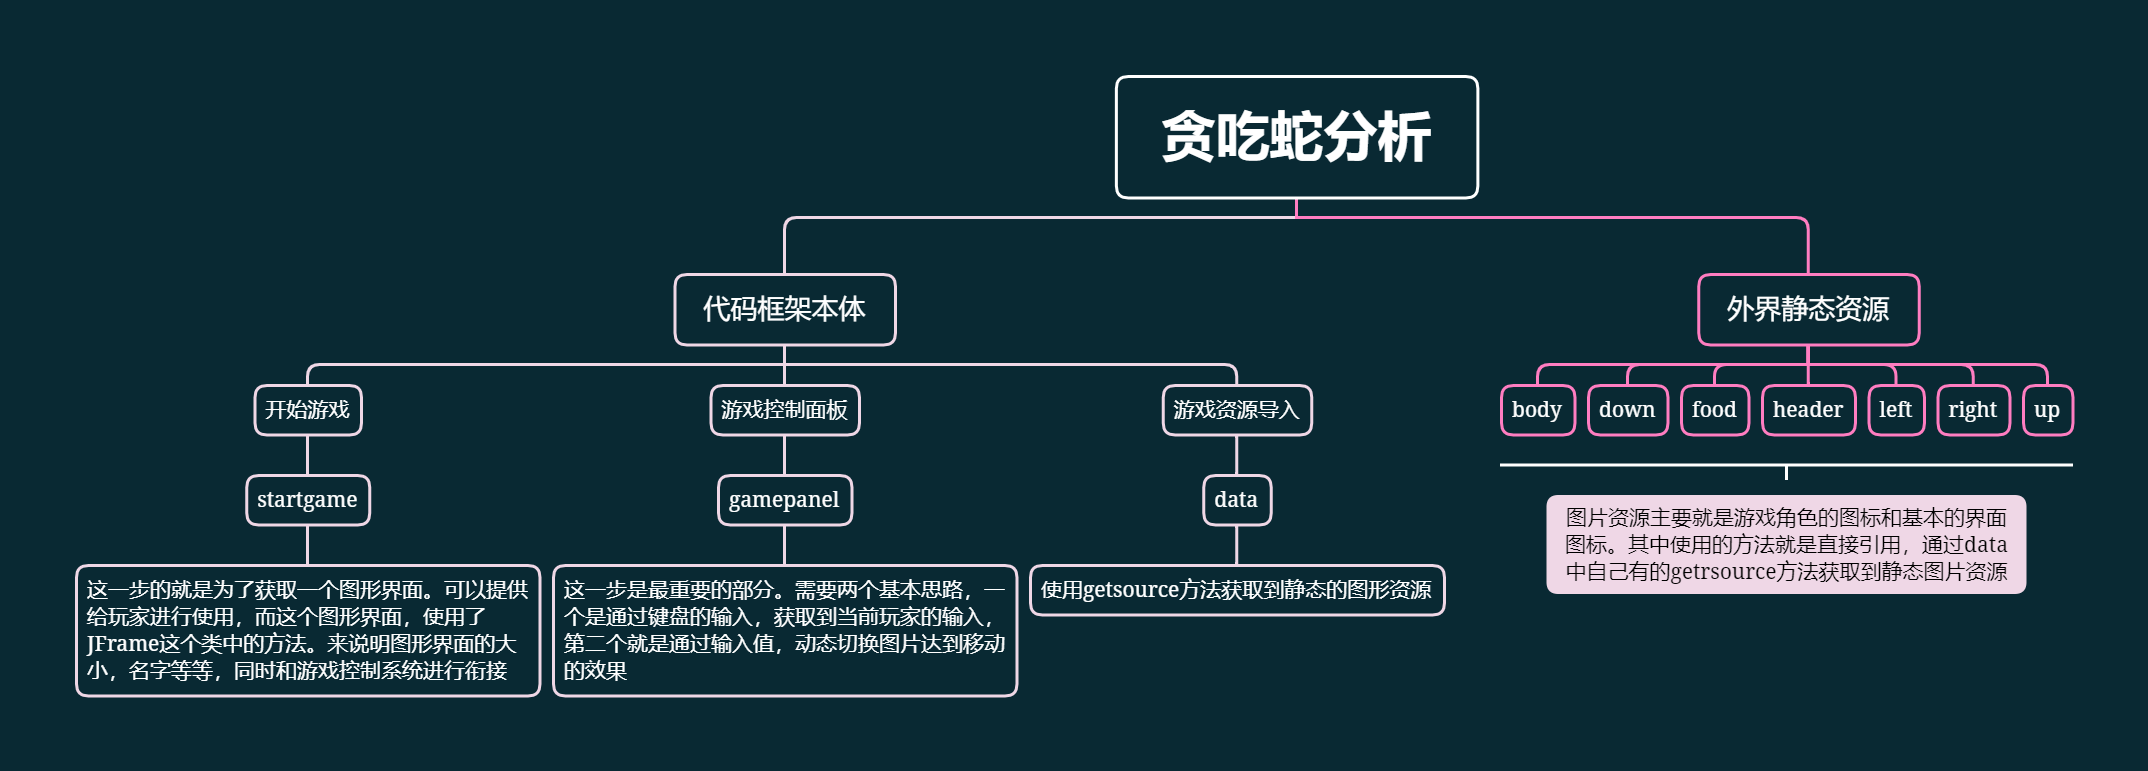 贪吃蛇分析
代码框架本体
外界静态资源
开始游戏
游戏控制面板
游戏资源导入
body
down
food
header
left
right
up
startgame
gamepanel
data
这一步的就是为了获取一个图形界面。可以提供
给玩家进行使用，而这个图形界面，使用了
JFrame这个类中的方法。来说明图形界面的大
小，名字等等，同时和游戏控制系统进行衔接
这一步是最重要的部分。需要两个基本思路，一
个是通过键盘的输入，获取到当前玩家的输入，
第二个就是通过输入值，动态切换图片达到移动
的效果
使用getsource方法获取到静态的图形资源
图片资源主要就是游戏角色的图标和基本的界面
图标。其中使用的方法就是直接引用，通过data
中自己有的getrsource方法获取到静态图片资源